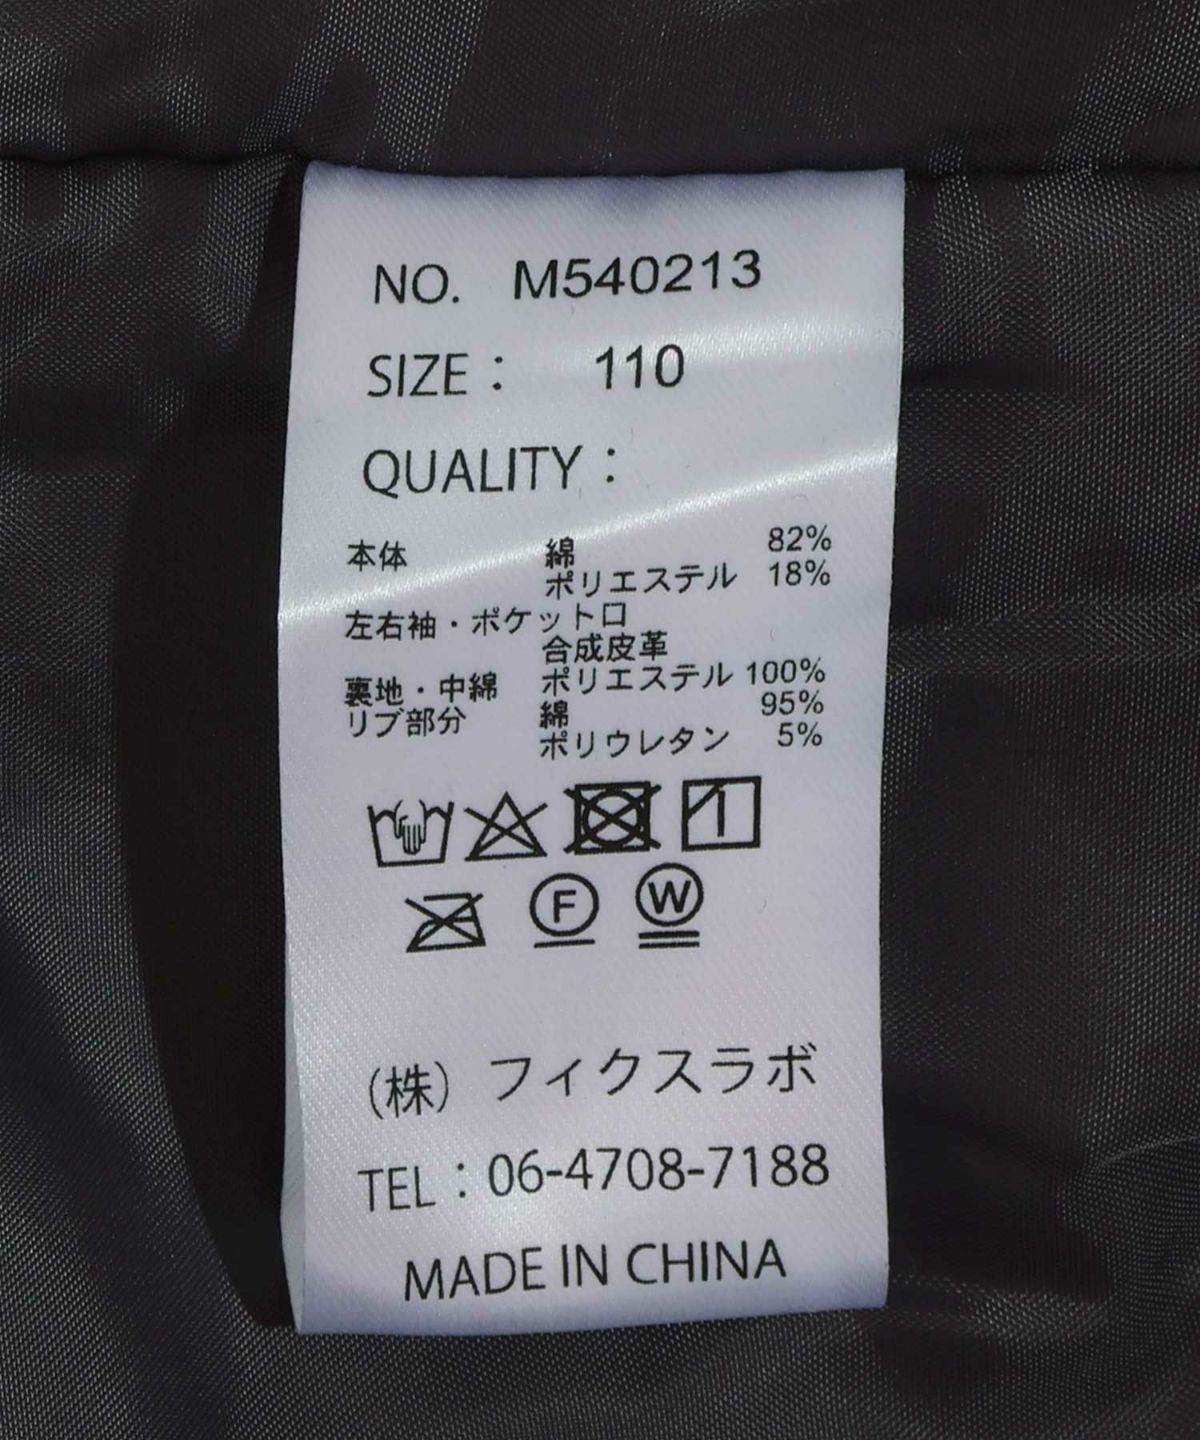 NO. M540213
SIZE： 110
QUALITY：
本体 綿 82%
ポリエステル 18%
左右袖・ポケット口
合成皮革
裏地・中綿 ポリエステル 100%
リブ部分 綿 95%
ポリウレタン 5%
F W
(株) フィクスラボ
TEL：06-4708-7188
MADE IN CHINA